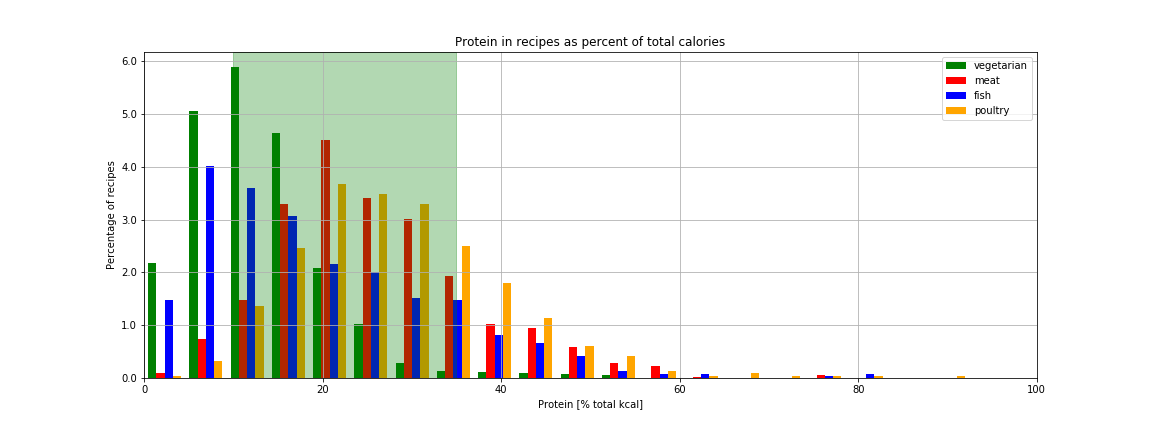 Protein in recipes as percent of total calories
6.0
5.0
4.0
3.0
2.0
1.0
0.0
Percentage of recipes
vegetarian
meat
fish
poultry
0
20
40
60
80
100
Protein [% total kcal]